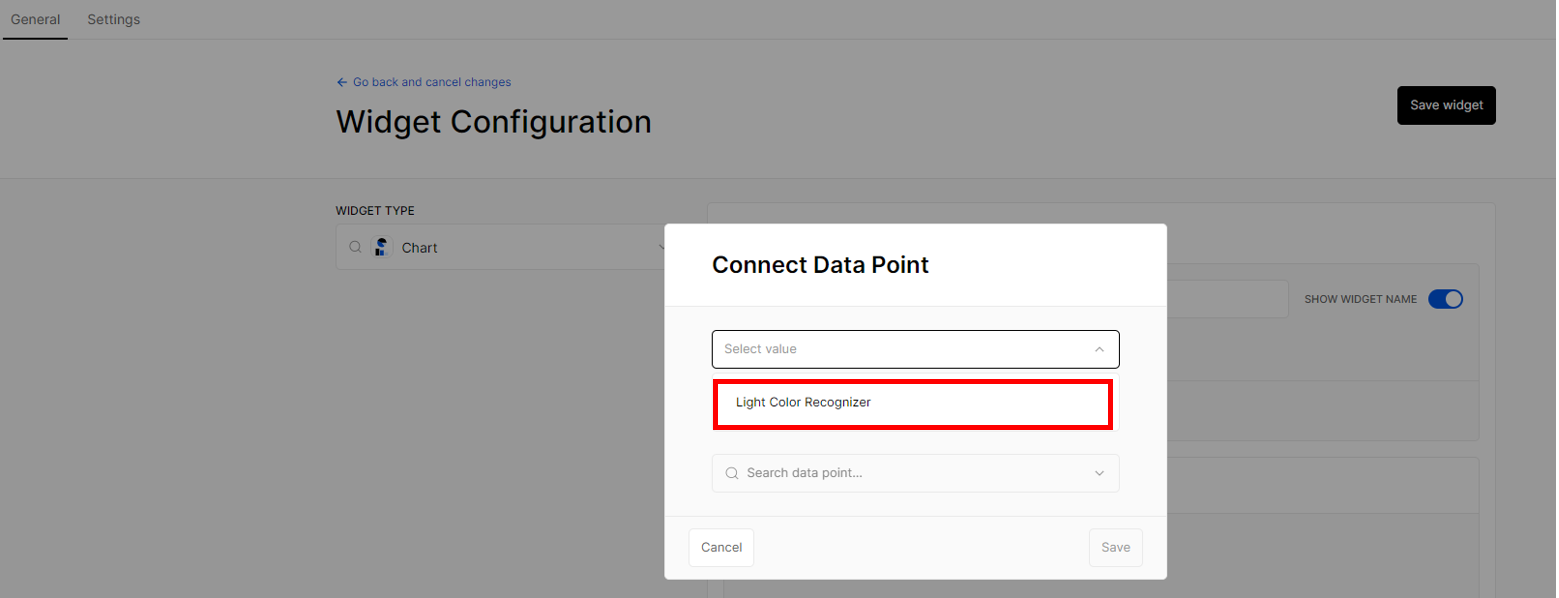 General
Settings
Go back and cancel changes
Widget Configuration
Save widget
WIDGET TYPE
Chart
Connect Data Point
SHOW WIDGET NAME
Select value
Light Color Recognizer
Search data point...
Cancel
Save